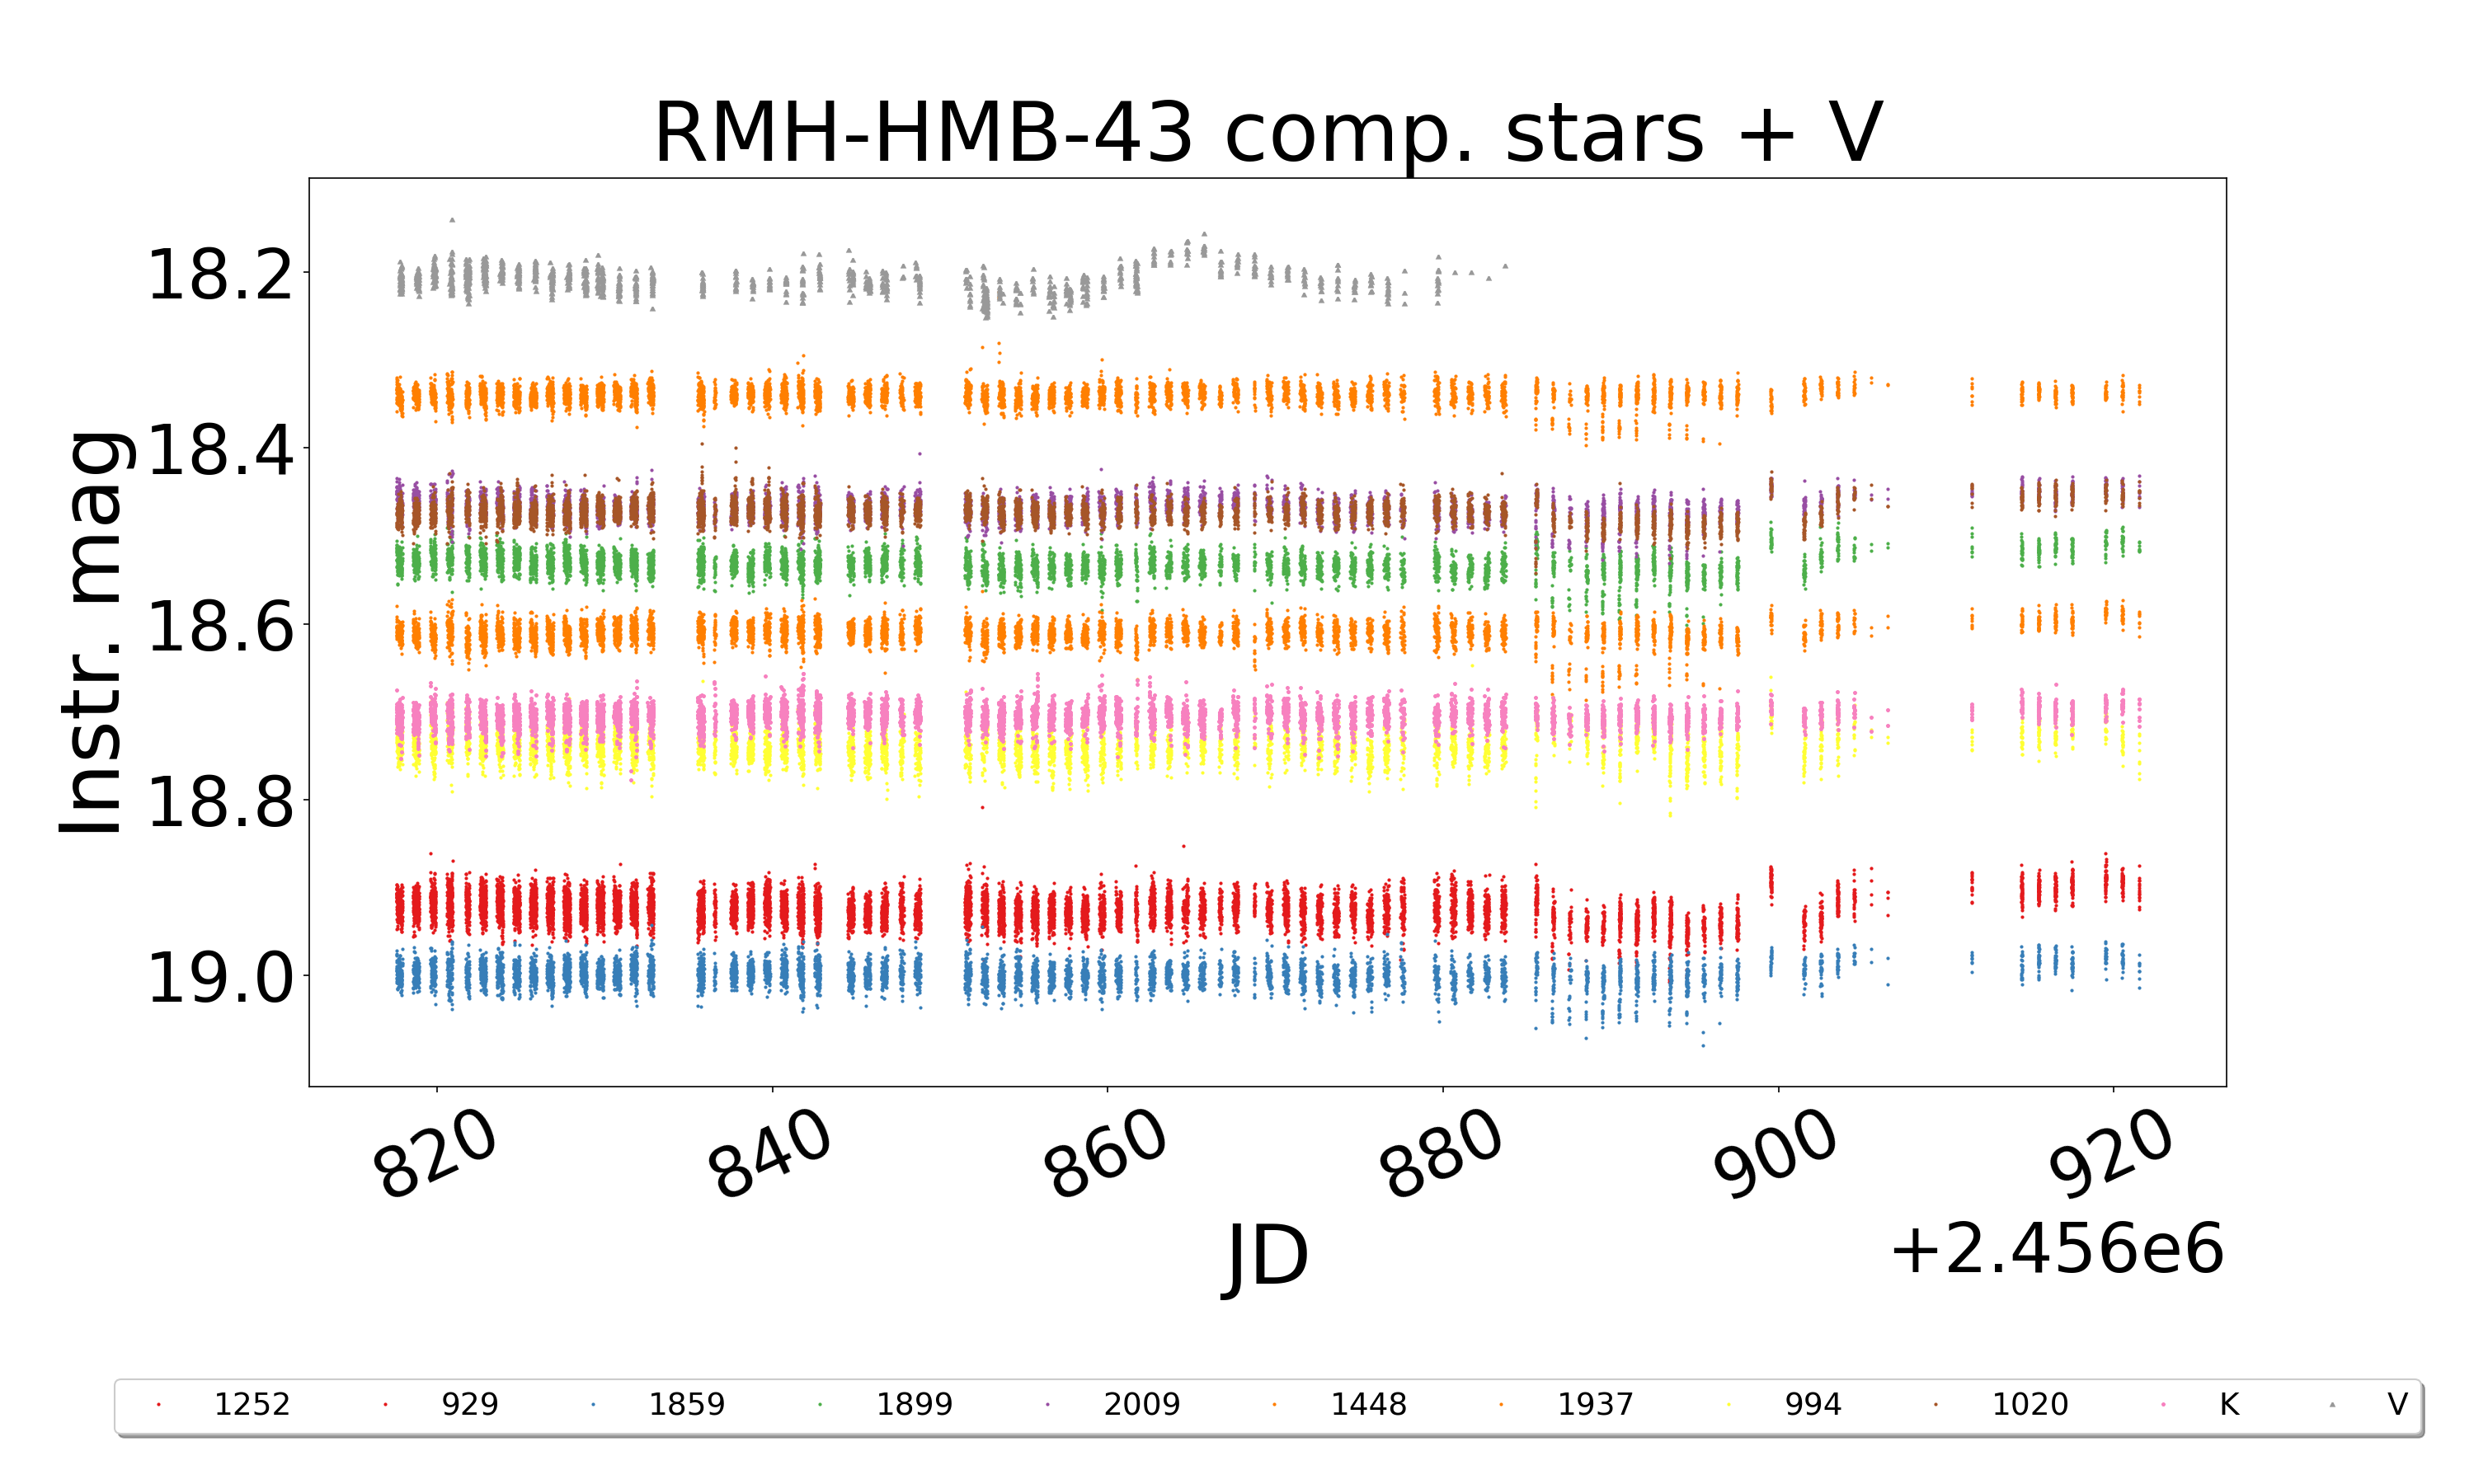 RMH-HMB-43 comp. stars + V
Instr. mag
18.2
18.4
18.6
18.8
19.0
820 840 860 880 900 920
JD
+2.456e6
1252 929 1859 1899 2009 1448 1937 994 1020 K V